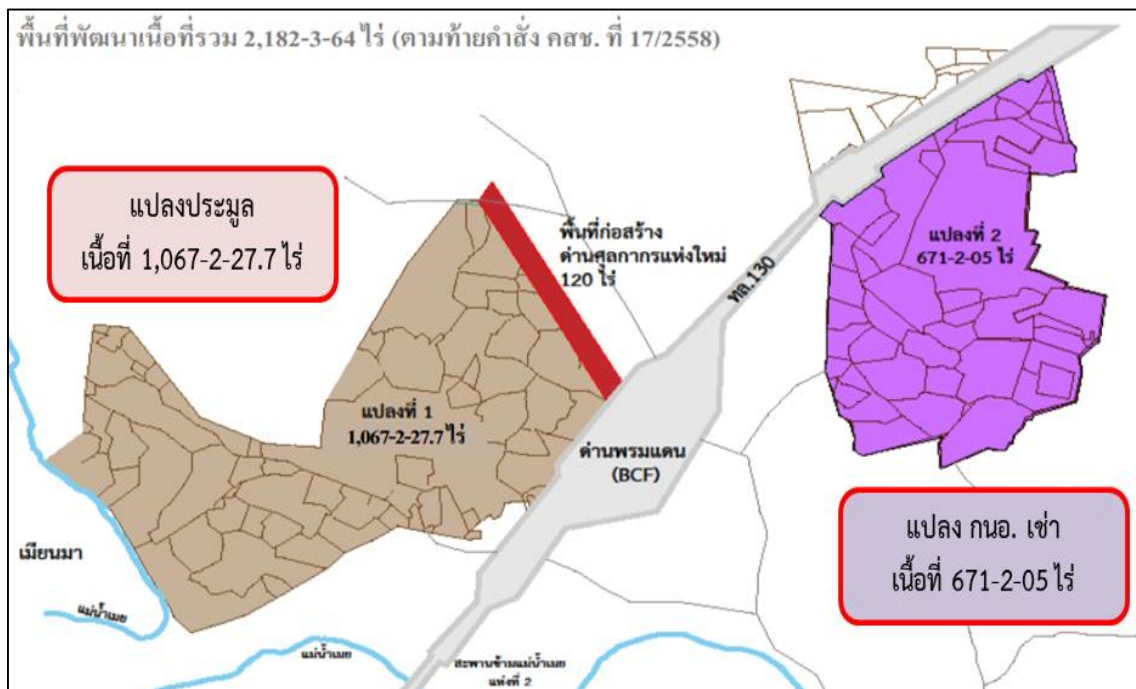 พื้นที่พัฒนาเนื้อที่รวม 2,182-3-64 ไร่ (ตามท้ายคำสั่ง คสช. ที่ 17/2558)
แปลงประมูล
เนื้อที่ 1,067-2-27.7 ไร่
พื้นที่ก่อสร้าง
ด่านศุลกากรแห่งใหม่
120 ไร่
ทล.130
แปลงที่ 2
671-2-05 ไร่
แปลงที่ 1
1,067-2-27.7 ไร่
ด่านพรมแดน
(BCF)
แปลง กนอ. เช่า
เนื้อที่ 671-2-05 ไร่
เมียนมา
แม่น้ำเมย
แม่น้ำเมย
สะพานข้ามแม่น้ำเมย
แห่งที่ 2